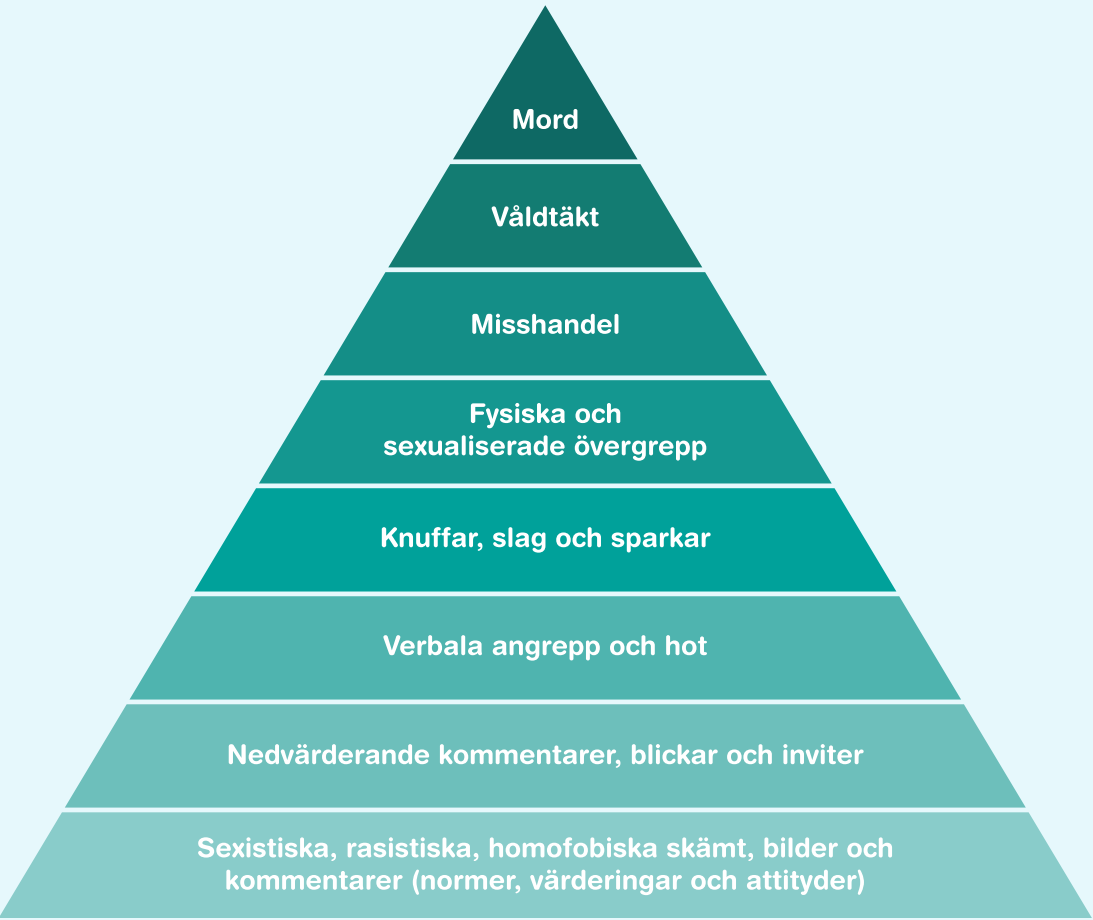 Mord
Våldtäkt
Misshandel
Fysiska och
sexualiserade övergrepp
Knuffar, slag och sparkar
Verbala angrepp och hot
Nedvärderande kommentarer, blickar och inviter
Sexistiska, rasistiska, homofobiska skämt, bilder och
kommentarer (normer, värderingar och attityder)